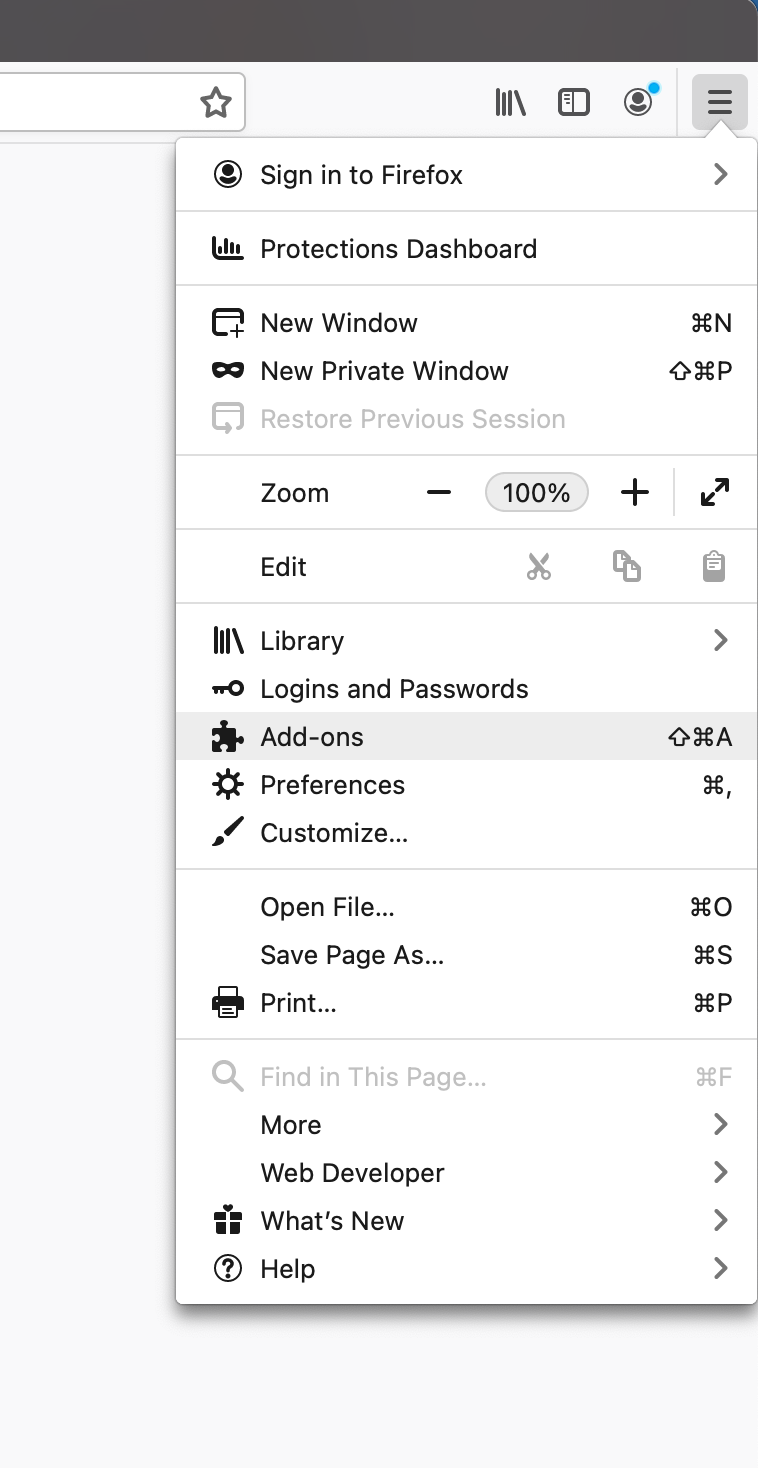 Sign in to Firefox
Protections Dashboard
New Window ⌘N
New Private Window ⇧⌘P
Restore Previous Session
Zoom 100%
Edit
Library
Logins and Passwords
Add-ons ⇧⌘A
Preferences ⌘,
Customize...
Open File... ⌘O
Save Page As... ⌘S
Print... ⌘P
Find in This Page... ⌘F
More
Web Developer
What’s New
Help